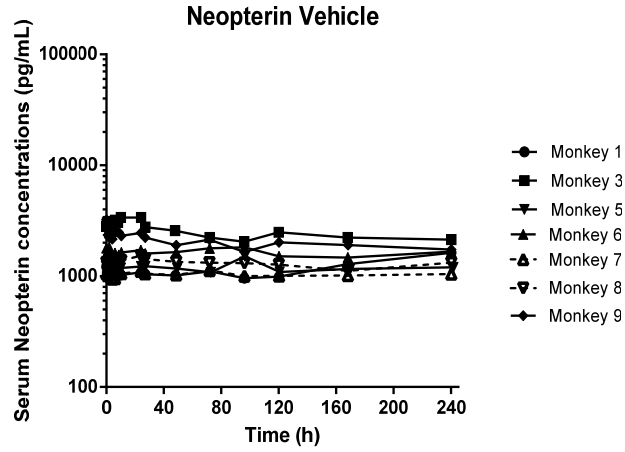 Neopterin Vehicle
Serum Neopterin concentrations (pg/mL)
100000
10000
1000
100
0
40
80
120
160
200
240
Time (h)
Monkey 1
Monkey 3
Monkey 5
Monkey 6
Monkey 7
Monkey 8
Monkey 9